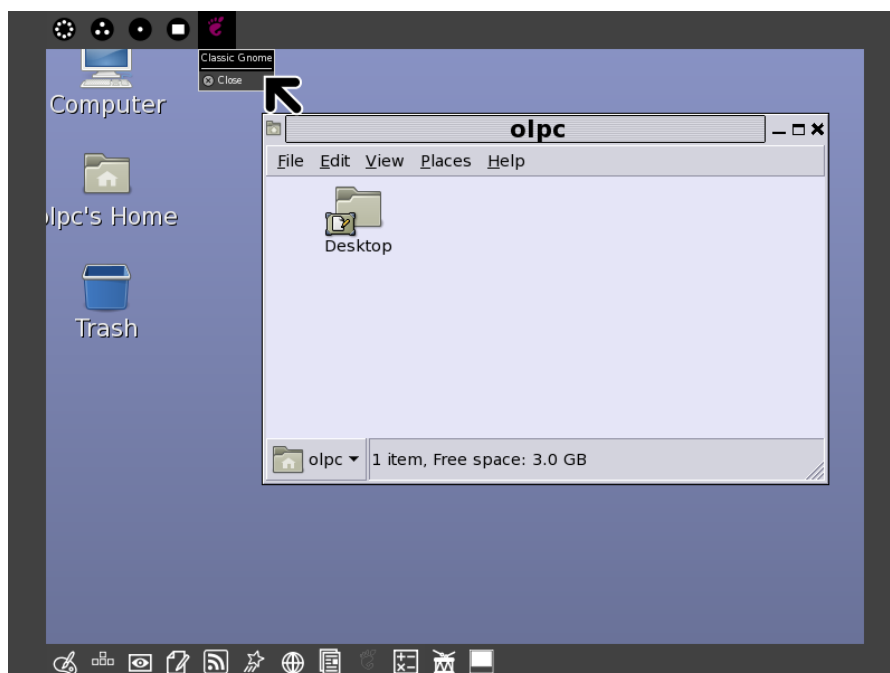 Classic Gnome
Close
Computer
olpc's Home
Trash
olpc
File Edit View Places Help
Desktop
olpc
1 item, Free space: 3.0 GB